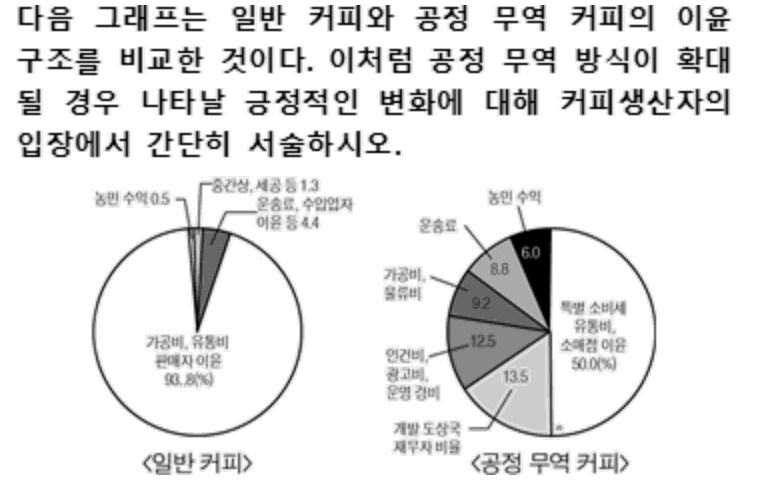 다음 그래프는 일반 커피와 공정 무역 커피의 이윤
구조를 비교한 것이다. 이처럼 공정 무역 방식이 확대
될 경우 나타날 긍정적인 변화에 대해 커피생산자의
입장에서 간단히 서술하시오.
농민 수익 0.5
중간상, 세공 등 1.3
운송료, 수입업자
이윤 등 4.4
가공비, 유통비
판매자 이윤
93..8(%)
<일반 커피>
농민 수익
6.0
운송료
8.8
가공비,
물류비
9.2
인건비,
광고비,
운영 경비
12.5
개발 도상국
재무자 비율
13.5
특별 소비세
유통비,
소매점 이윤
50.0(%)
<공정 무역 커피>